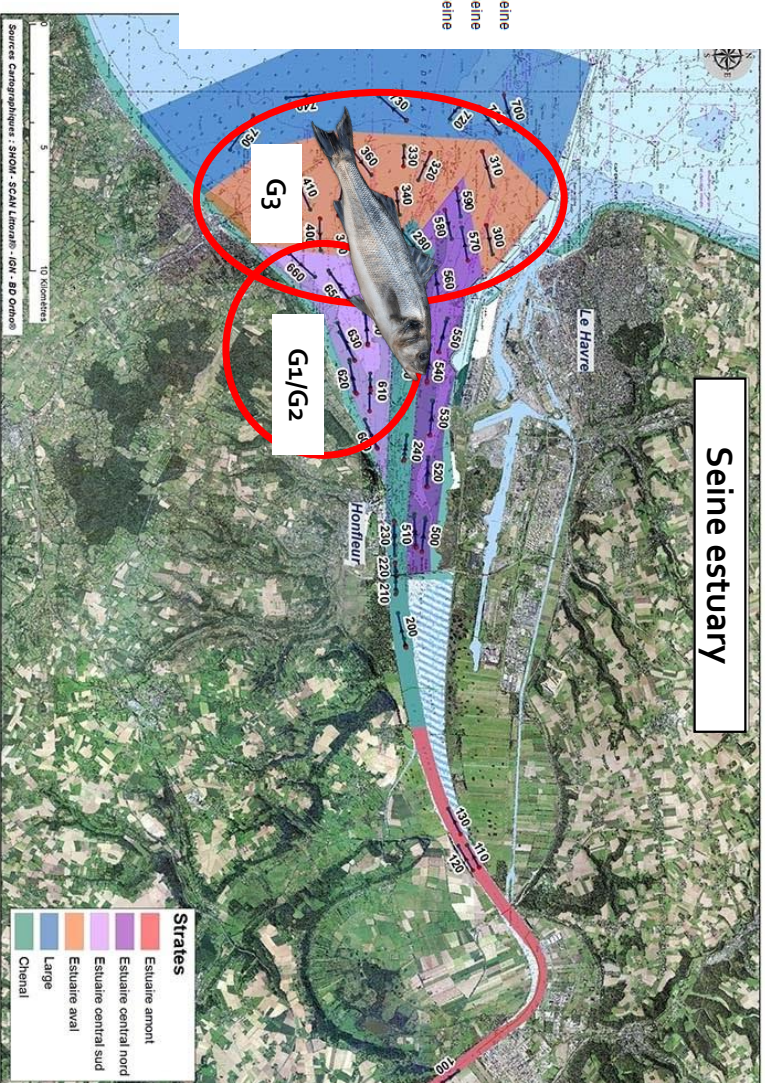 Seine estuary
eine
eine
eine
N
E
S
Le Havre
Honfleur
G3
G1/G2
700
720
730
740
750
310
320
330
340
360
300
590
580
570
280
410
400
660
560
550
540
530
520
630
620
610
240
500
510
230
220
210
200
130
110
120
100
Strates
Estuaire amont
Estuaire central nord
Estuaire central sud
Estuaire aval
Large
Chenal
0
5
10 Kilomètres
Sources Cartographiques : SHOM - SCAN Littoral® - IGN - BD Ortho®